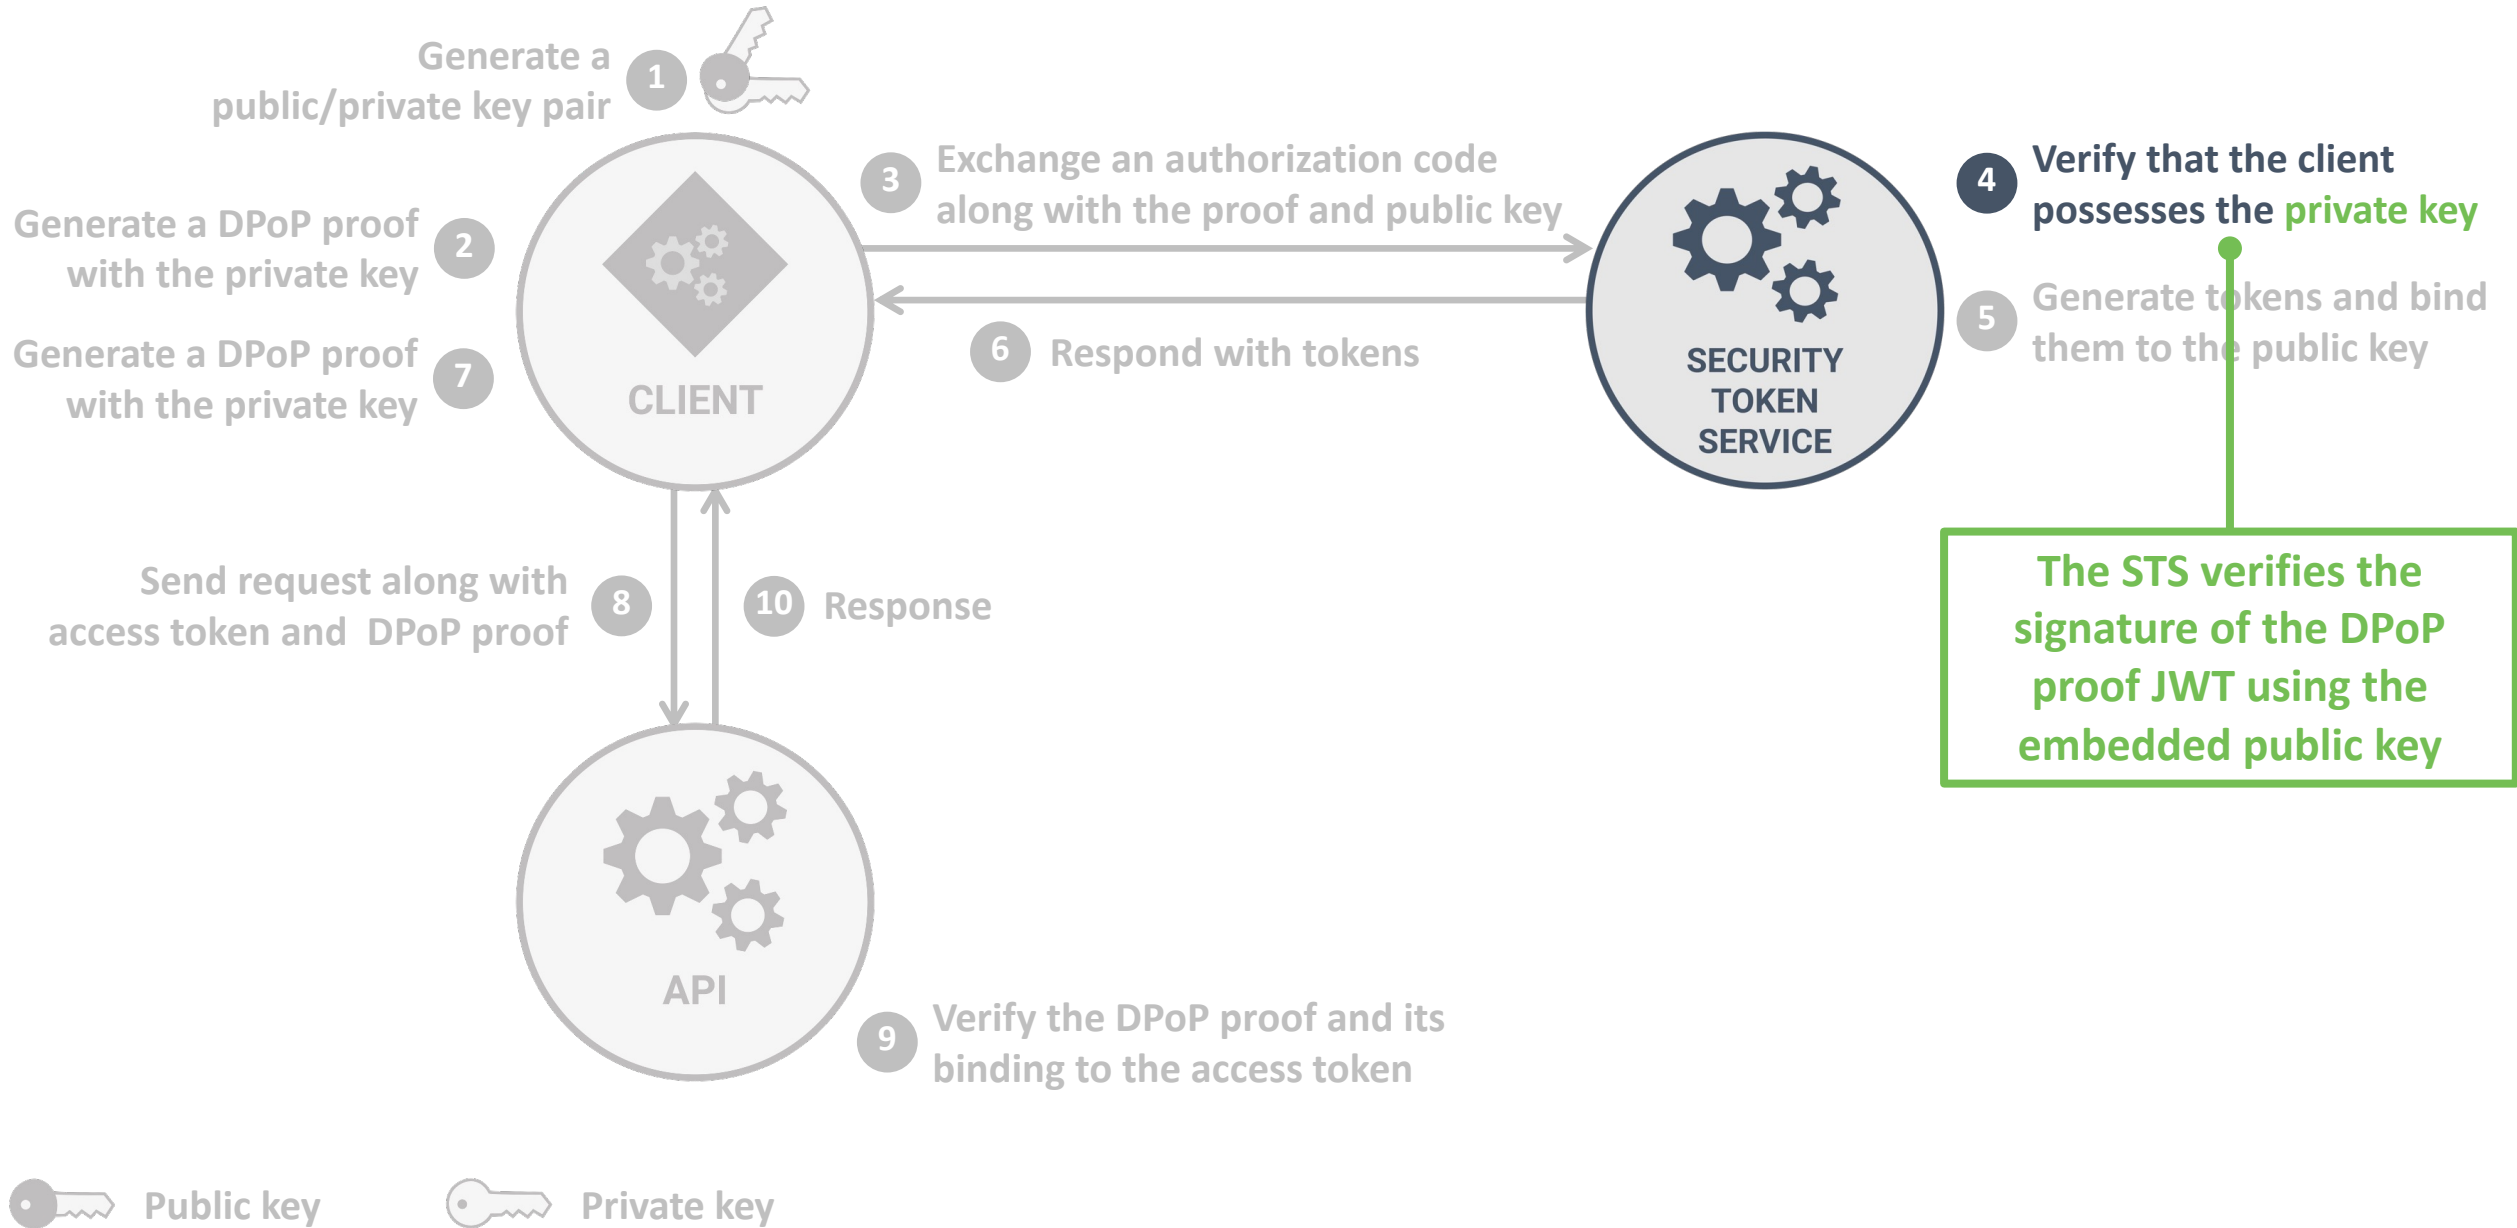 Generate a
public/private key pair
1
3
Exchange an authorization code
along with the proof and public key
4
Verify that the client
possesses the private key
Generate a DPoP proof
with the private key
2
5
Generate tokens and bind
them to the public key
6
Respond with tokens
Generate a DPoP proof
with the private key
7
CLIENT
SECURITY
TOKEN
SERVICE
The STS verifies the
signature of the DPoP
proof JWT using the
embedded public key
Send request along with
access token and  DPoP proof
8
10
Response
API
9
Verify the DPoP proof and its
binding to the access token
Public key
Private key